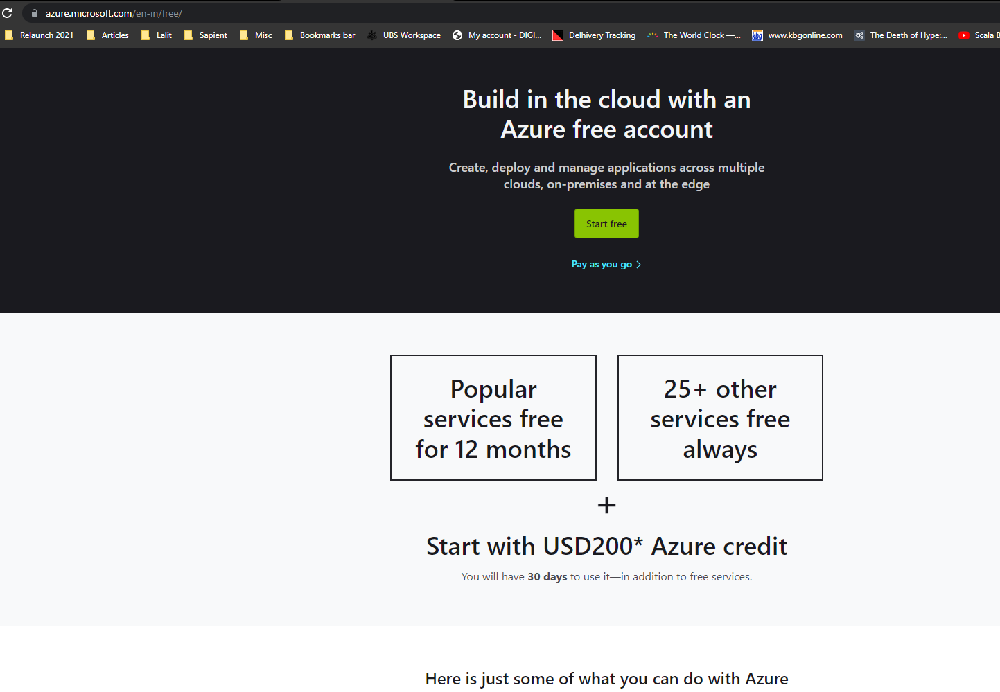 azure.microsoft.com/en-in/free/
Relaunch 2021 Articles Lalit Sapient Misc Bookmarks bar UBS Workspace My account - DIGI... Delhivery Tracking The World Clock —... kbg www.kbgonline.com The Death of Hype:... Scala B
Build in the cloud with an
Azure free account
Create, deploy and manage applications across multiple
clouds, on-premises and at the edge
Start free
Pay as you go
Popular
services free
for 12 months
25+ other
services free
always
+
Start with USD200* Azure credit
You will have 30 days to use it—in addition to free services.
Here is just some of what you can do with Azure